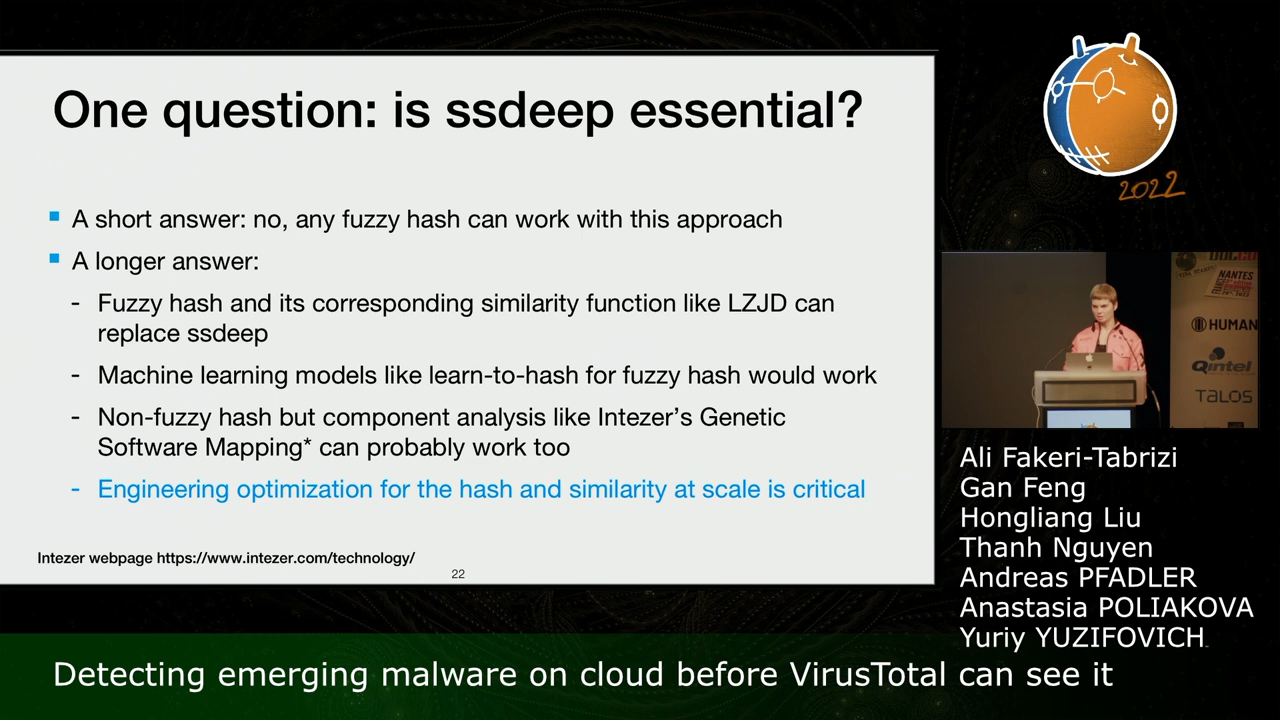 One question: is ssdeep essential?
A short answer: no, any fuzzy hash can work with this approach
A longer answer:
- Fuzzy hash and its corresponding similarity function like LZJD can
replace ssdeep
- Machine learning models like learn-to-hash for fuzzy hash would work
- Non-fuzzy hash but component analysis like Intezer's Genetic
Software Mapping* can probably work too
- Engineering optimization for the hash and similarity at scale is critical
Intezer webpage https://www.intezer.com/technology/
22
2022
NANTES
HUMAN
Qintel
TALOS
Ali Fakeri-Tabrizi
Gan Feng
Hongliang Liu
Thanh Nguyen
Andreas PFADLER
Anastasia POLIAKOVA
Yuriy YUZIFOVICH
Detecting emerging malware on cloud before VirusTotal can see it